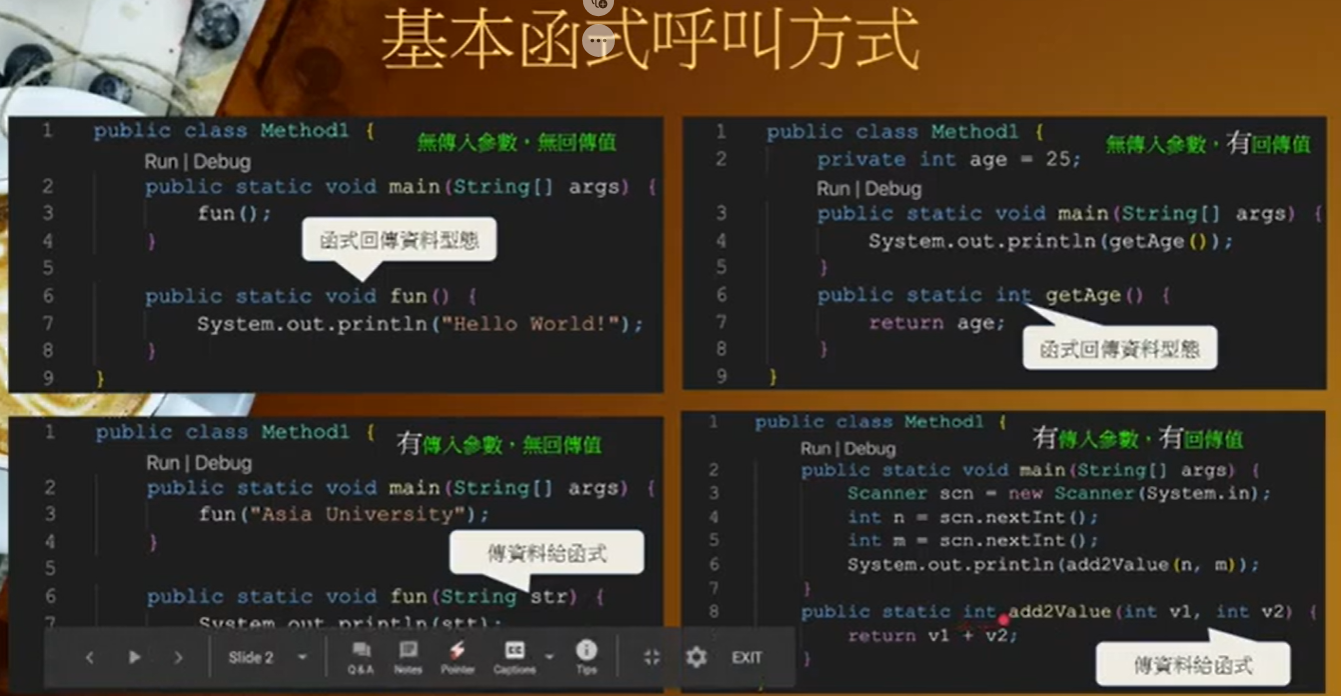 基本函式呼叫方式
1 public class Method1 {
無傳入參數，無回傳值
Run | Debug
2 public static void main(String[] args) {
3 fun();
4 }
函式回傳資料型態
5
6 public static void fun() {
7 System.out.println("Hello World!");
8 }
9 }
1 public class Method1 {
無傳入參數，有回傳值
2 private int age = 25;
Run | Debug
3 public static void main(String[] args) {
4 System.out.println(getAge());
5 }
6 public static int getAge() {
7 return age;
函式回傳資料型態
8 }
9 }
1 public class Method1 {
有傳入參數，無回傳值
Run | Debug
2 public static void main(String[] args) {
3 fun("Asia University");
4 }
傳資料給函式
5
6 public static void fun(String str) {
7 System.out.println(stt);
1 public class Method1 {
有傳入參數，有回傳值
Run | Debug
2 public static void main(String[] args) {
3 Scanner scn = new Scanner(System.in);
4 int n = scn.nextInt();
5 int m = scn.nextInt();
6 System.out.println(add2Value(n, m));
7 }
8 public static int add2Value(int v1, int v2) {
return v1 + v2;
傳資料給函式
}
Slide 2
Q&A
Notes
Pointer
Captions
Tips
EXIT